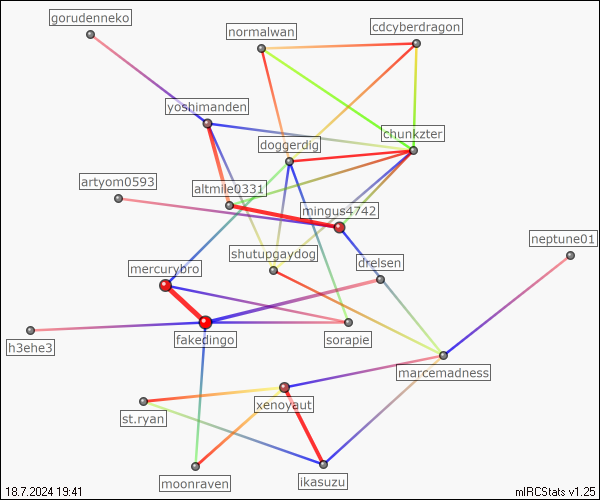 gorudenneko
normalwan
cdcyberdragon
yoshimanden
doggerdig
chunkzter
artyom0593
altmile0331
mingus4742
neptune01
shutupgaydog
mercurybro
drelsen
h3ehe3
fakedingo
sorapie
marcemadness
xenoyaut
st.ryan
moonraven
ikasuzu
18.7.2024 19:41
mIRCStats v1.25